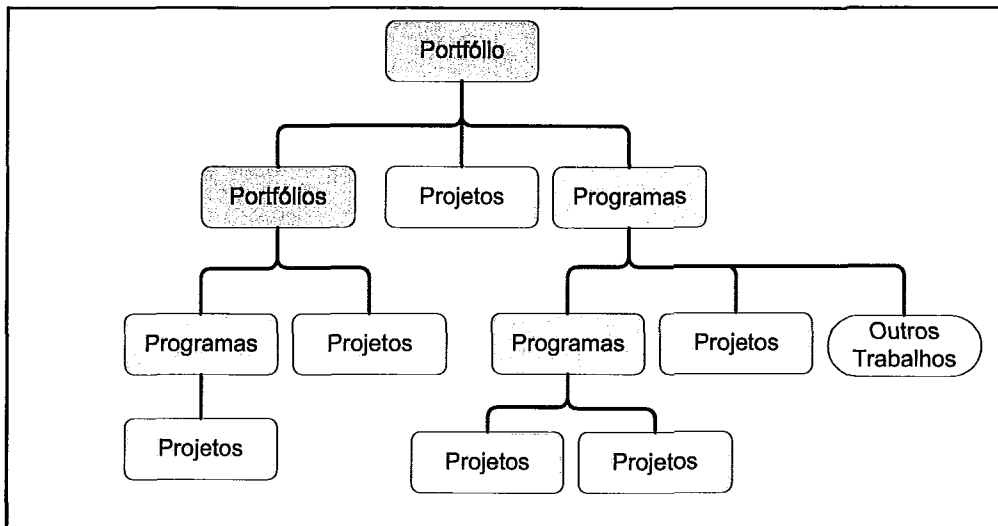 Portfólio
Portfólios
Projetos
Programas
Programas
Projetos
Programas
Projetos
Outros
Trabalhos
Projetos
Projetos
Projetos